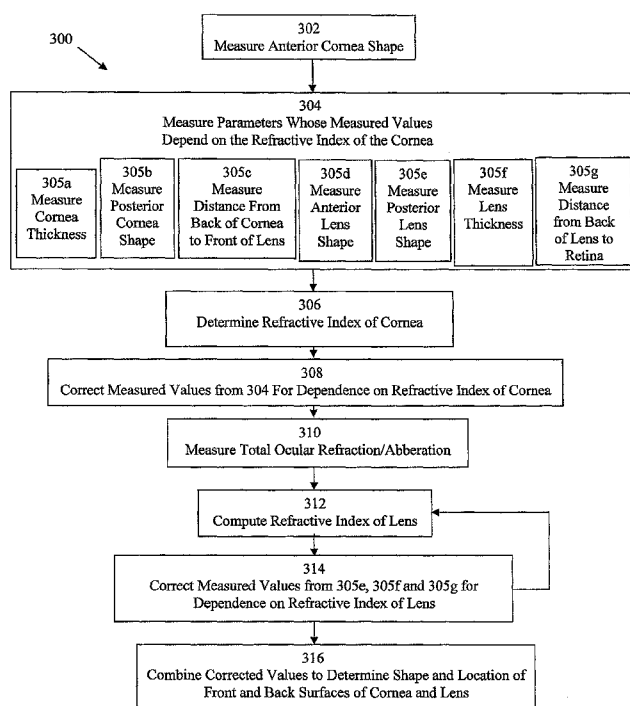 300
302
Measure Anterior Cornea Shape
304
Measure Parameters Whose Measured Values
Depend on the Refractive Index of the Cornea
305a
Measure
Cornea
Thickness
305b
Measure
Posterior
Cornea
Shape
305c
Measure
Distance From
Back of Cornea
to Front of Lens
305d
Measure
Anterior
Lens
Shape
305e
Measure
Posterior
Lens
Shape
305f
Measure
Lens
Thickness
305g
Measure
Distance
from Back
of Lens to
Retina
306
Determine Refractive Index of Cornea
308
Correct Measured Values from 304 For Dependence on Refractive Index of Cornea
310
Measure Total Ocular Refraction/Abberation
312
Compute Refractive Index of Lens
314
Correct Measured Values from 305e, 305f and 305g for
Dependence on Refractive Index of Lens
316
Combine Corrected Values to Determine Shape and Location of
Front and Back Surfaces of Cornea and Lens